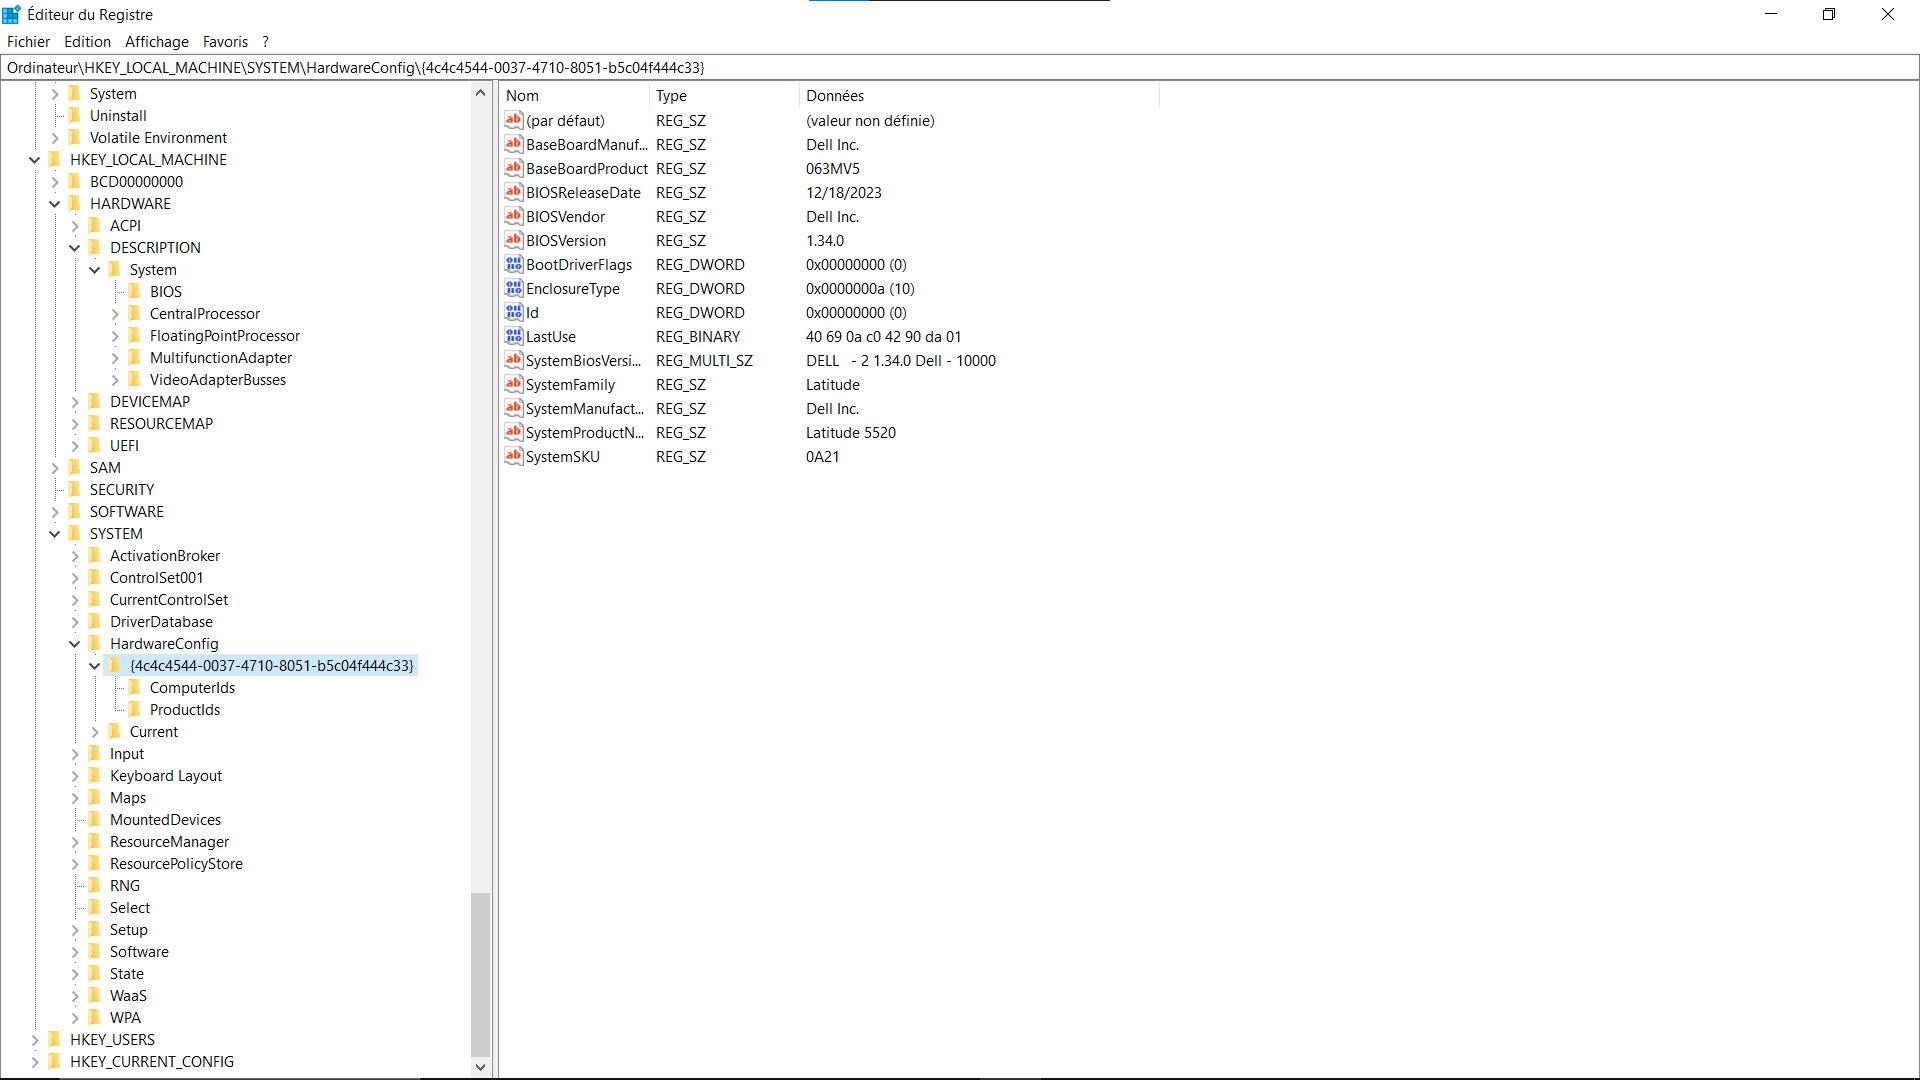 Éditeur du Registre
Fichier Edition Affichage Favoris ?
Ordinateur\HKEY_LOCAL_MACHINE\SYSTEM\HardwareConfig\{4c4c4544-0037-4710-8051-b5c04f444c33}
System
Uninstall
Volatile Environment
HKEY_LOCAL_MACHINE
BCD00000000
HARDWARE
ACPI
DESCRIPTION
System
BIOS
CentralProcessor
FloatingPointProcessor
MultifunctionAdapter
VideoAdapterBusses
DEVICEMAP
RESOURCEMAP
UEFI
SAM
SECURITY
SOFTWARE
SYSTEM
ActivationBroker
ControlSet001
CurrentControlSet
DriverDatabase
HardwareConfig
{4c4c4544-0037-4710-8051-b5c04f444c33}
ComputerIds
ProductIds
Current
Input
Keyboard Layout
Maps
MountedDevices
ResourceManager
ResourcePolicyStore
RNG
Select
Setup
Software
State
WaaS
WPA
HKEY_USERS
HKEY_CURRENT_CONFIG
Nom Type Données
(par défaut) REG_SZ (valeur non définie)
BaseBoardManuf... REG_SZ Dell Inc.
BaseBoardProduct REG_SZ 063MV5
BIOSReleaseDate REG_SZ 12/18/2023
BIOSVendor REG_SZ Dell Inc.
BIOSVersion REG_SZ 1.34.0
BootDriverFlags REG_DWORD 0x00000000 (0)
EnclosureType REG_DWORD 0x0000000a (10)
Id REG_DWORD 0x00000000 (0)
LastUse REG_BINARY 40 69 0a c0 42 90 da 01
SystemBiosVersi... REG_MULTI_SZ DELL   - 2 1.34.0 Dell - 10000
SystemFamily REG_SZ Latitude
SystemManufact... REG_SZ Dell Inc.
SystemProductN... REG_SZ Latitude 5520
SystemSKU REG_SZ 0A21